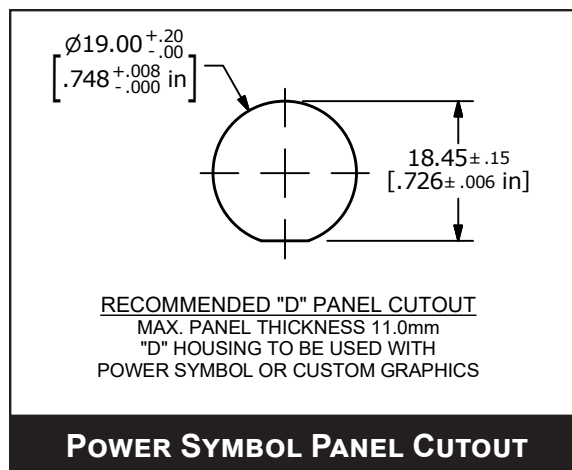 Ø19.00 +.20 -.00
[.748 +.008 -.000 in]
18.45± .15
[.726± .006 in]
RECOMMENDED "D" PANEL CUTOUT
MAX. PANEL THICKNESS 11.0mm
"D" HOUSING TO BE USED WITH
POWER SYMBOL OR CUSTOM GRAPHICS
POWER SYMBOL PANEL CUTOUT